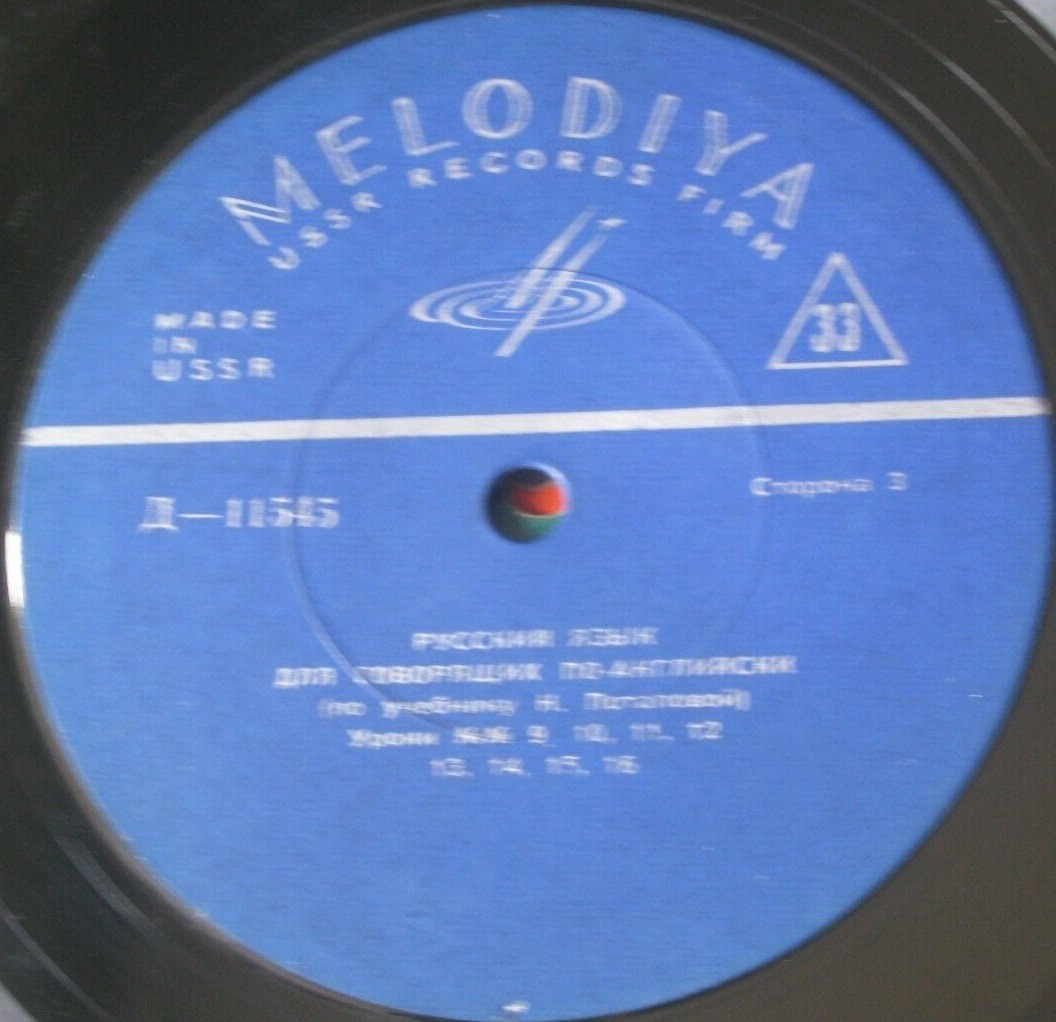 MELODIYA
USSR RECORDS FIRM
MADE
IN
USSR
33
Д—11545
Сторона 3
РУССКИЙ ЯЗЫК
ДЛЯ ГОВОРЯЩИХ ПО-АНГЛИЙСКИ
(по учебнику Н. Потаповой)
Уроки №№ 9, 10, 11, 12
13, 14, 15, 16